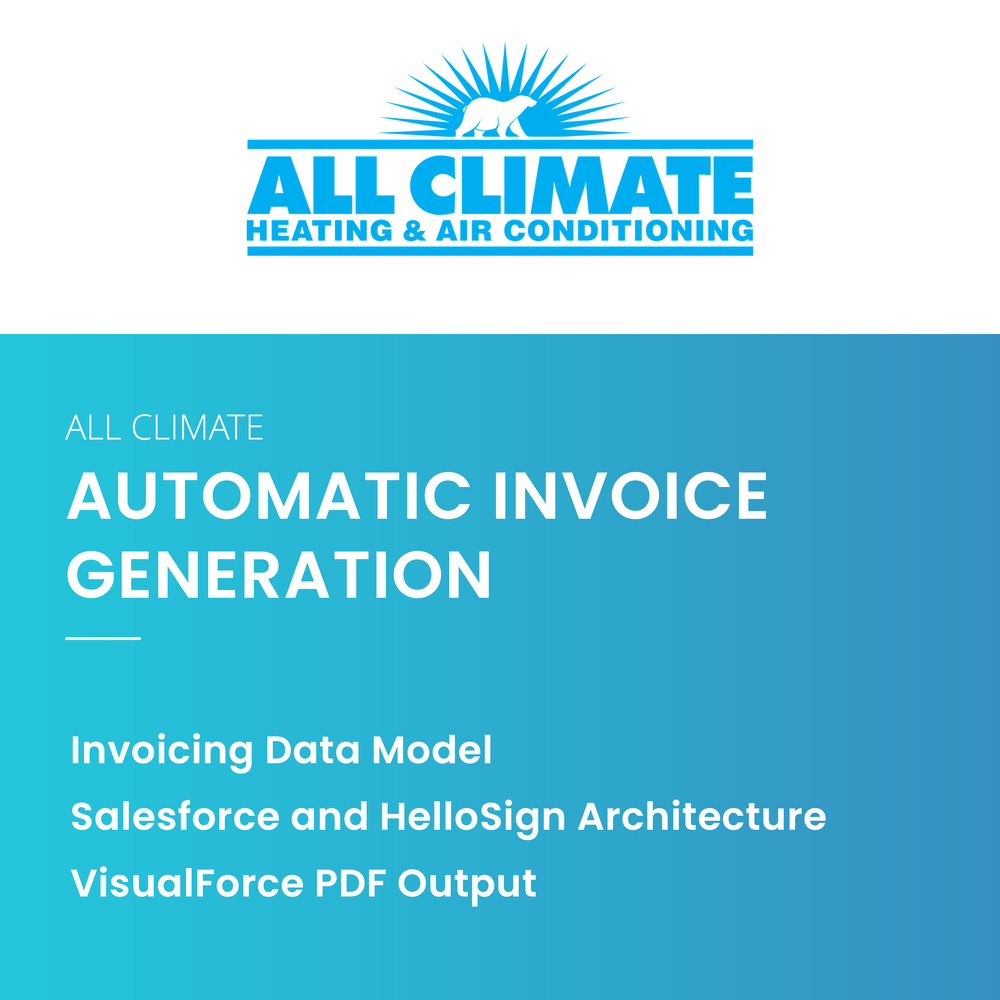 ALL CLIMATE
HEATING & AIR CONDITIONING
ALL CLIMATE
AUTOMATIC INVOICE
GENERATION
Invoicing Data Model
Salesforce and HelloSign Architecture
VisualForce PDF Output